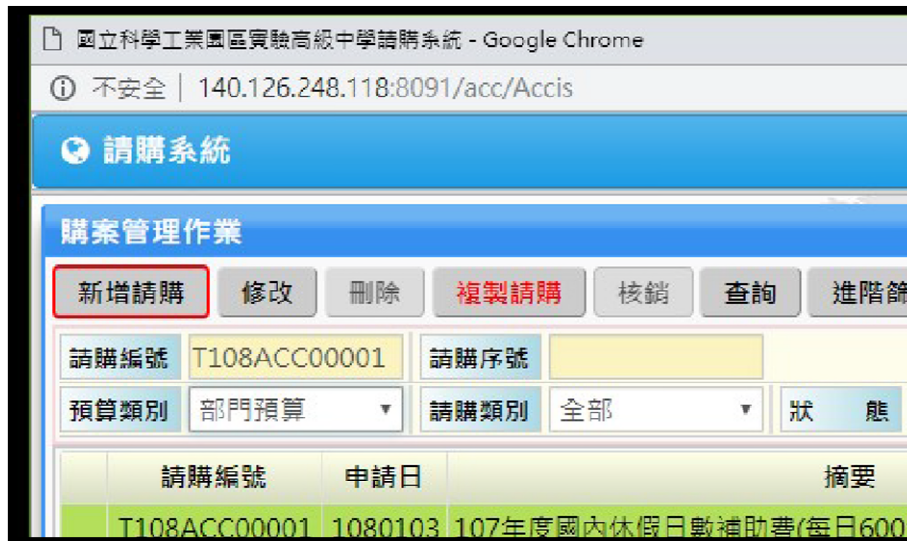 國立科學工業園區實驗高級中學請購系統 - Google Chrome
不安全 | 140.126.248.118:8091/acc/Accis
請購系統
購案管理作業
新增請購 修改 刪除 複製請購 核銷 查詢 進階篩
請購編號 T108ACC00001 請購序號
預算類別 部門預算 請購類別 全部 狀 態
請購編號 申請日 摘要
T108ACC00001 1080103 107年度國內休假日數補助費(每日600